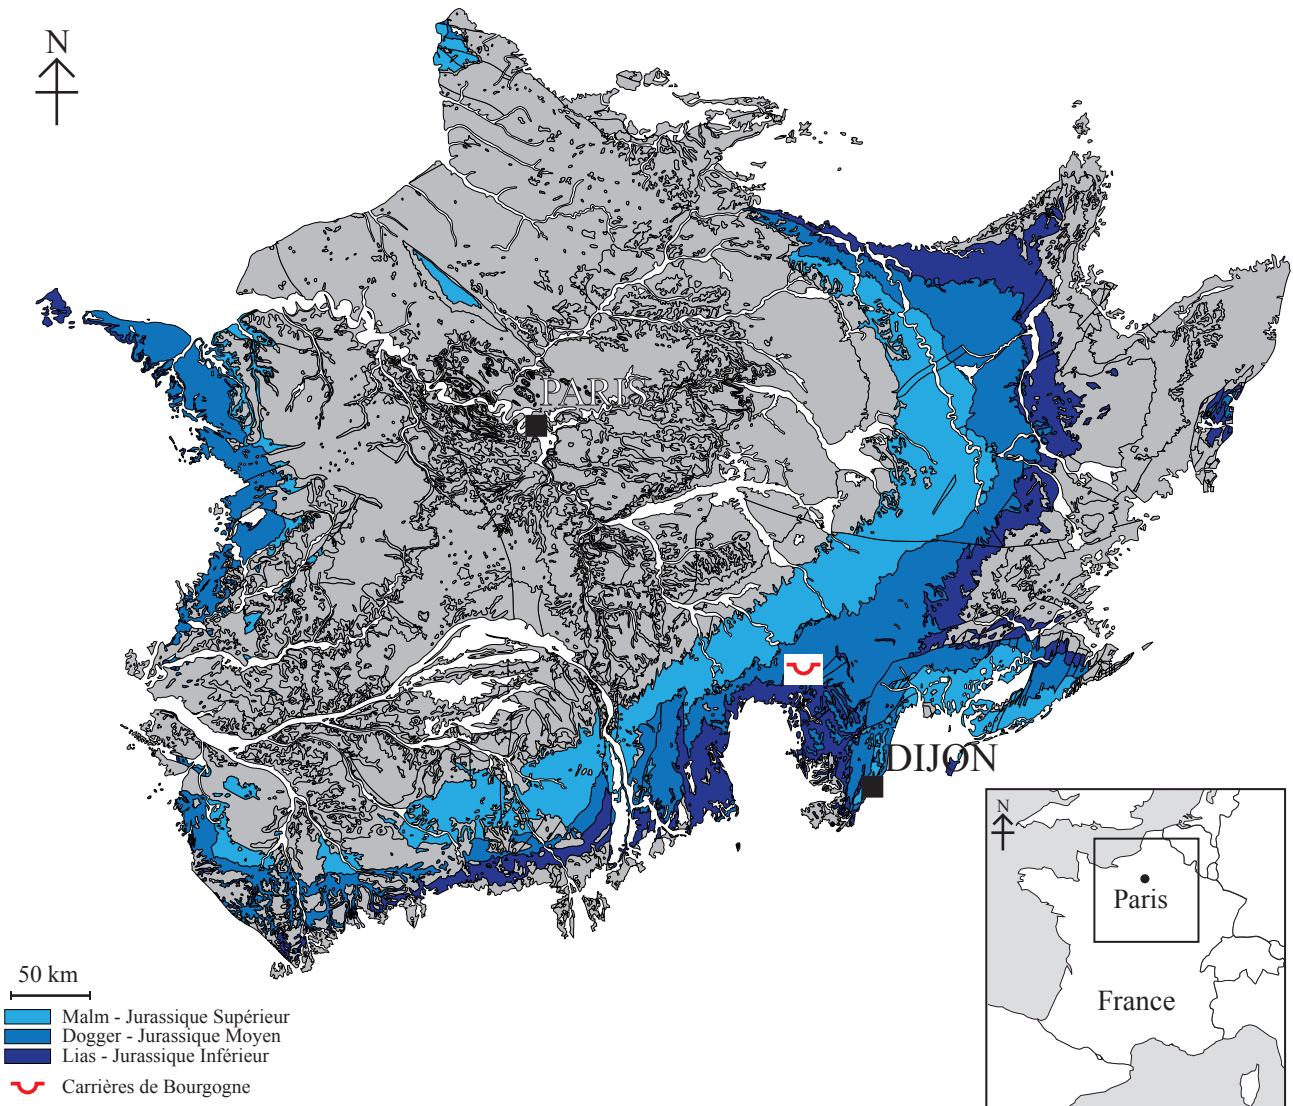 N
PARIS
DIJON
50 km
Malm - Jurassique Supérieur
Dogger - Jurassique Moyen
Lias - Jurassique Inférieur
Carrières de Bourgogne
N
Paris
France